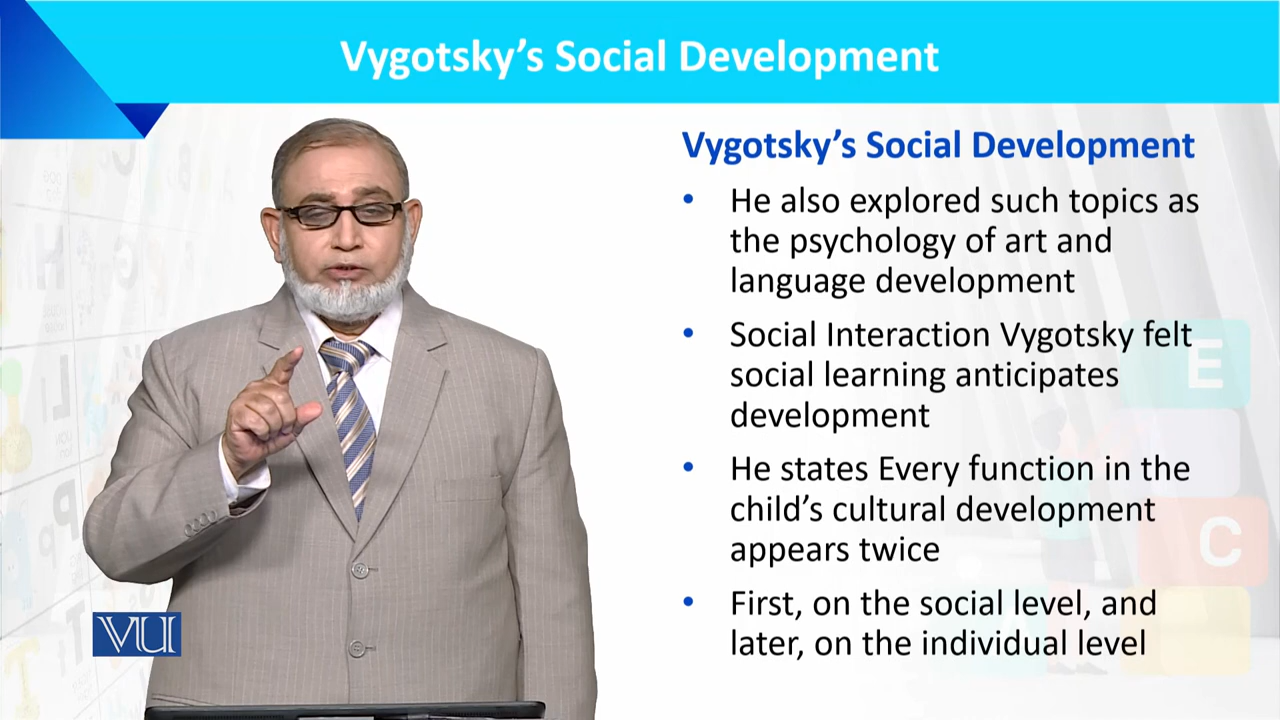 Vygotsky’s Social Development
Vygotsky’s Social Development
• He also explored such topics as
the psychology of art and
language development
• Social Interaction Vygotsky felt
social learning anticipates
development
• He states Every function in the
child’s cultural development
appears twice
• First, on the social level, and
later, on the individual level
VU
E
C